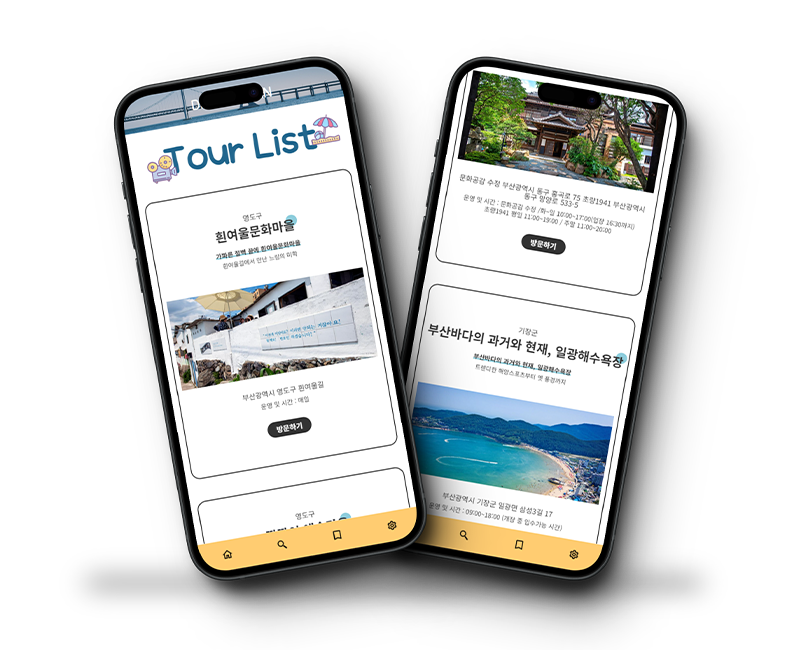 Tour List
영도구
흰여울문화마을
가파른 절벽 끝에 흰여울문화마을
흰여울길에서 만난 느림의 미학
부산광역시 영도구 흰여울길
운영 및 시간 : 매일
방문하기
영도구
문화공감 수정 부산광역시 동구 홍곡로 75 초량1941 부산광역시
동구 망양로 533-5
운영 및 시간 : 문화공감 수정 /화~일 10:00~17:00(입장 16:30까지)
초량1941 평일 11:00~19:00 / 주말 11:00~20:00
방문하기
기장군
부산바다의 과거와 현재, 일광해수욕장
부산바다의 과거와 현재, 일광해수욕장
트렌디한 해양스포츠부터 옛 풍경까지
부산광역시 기장군 일광면 삼성3길 17
운영 및 시간 : 09:00~18:00 (개장 중 입수가능 시간)